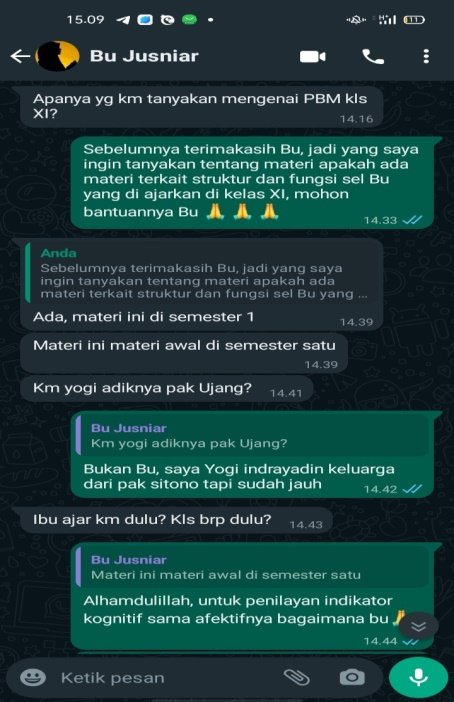 15.09
Bu Jusniar
Apanya yg km tanyakan mengenai PBM kls
XI?
14.16
Sebelumnya terimakasih Bu, jadi yang saya
ingin tanyakan tentang materi apakah ada
materi terkait struktur dan fungsi sel Bu
yang di ajarkan di kelas XI, mohon
bantuannya Bu 🙏 🙏 🙏
14.33
Anda
Sebelumnya terimakasih Bu, jadi yang saya
ingin tanyakan tentang materi apakah ada
materi terkait struktur dan fungsi sel Bu yang ...
Ada, materi ini di semester 1
14.39
Materi ini materi awal di semester satu
14.39
Km yogi adiknya pak Ujang?
14.41
Bu Jusniar
Km yogi adiknya pak Ujang?
Bukan Bu, saya Yogi indrayadin keluarga
dari pak sitono tapi sudah jauh
14.42
Ibu ajar km dulu? Kls brp dulu?
14.43
Bu Jusniar
Materi ini materi awal di semester satu
Alhamdulillah, untuk penilayan indikator
kognitif sama afektifnya bagaimana bu🙏
14.44
Ketik pesan